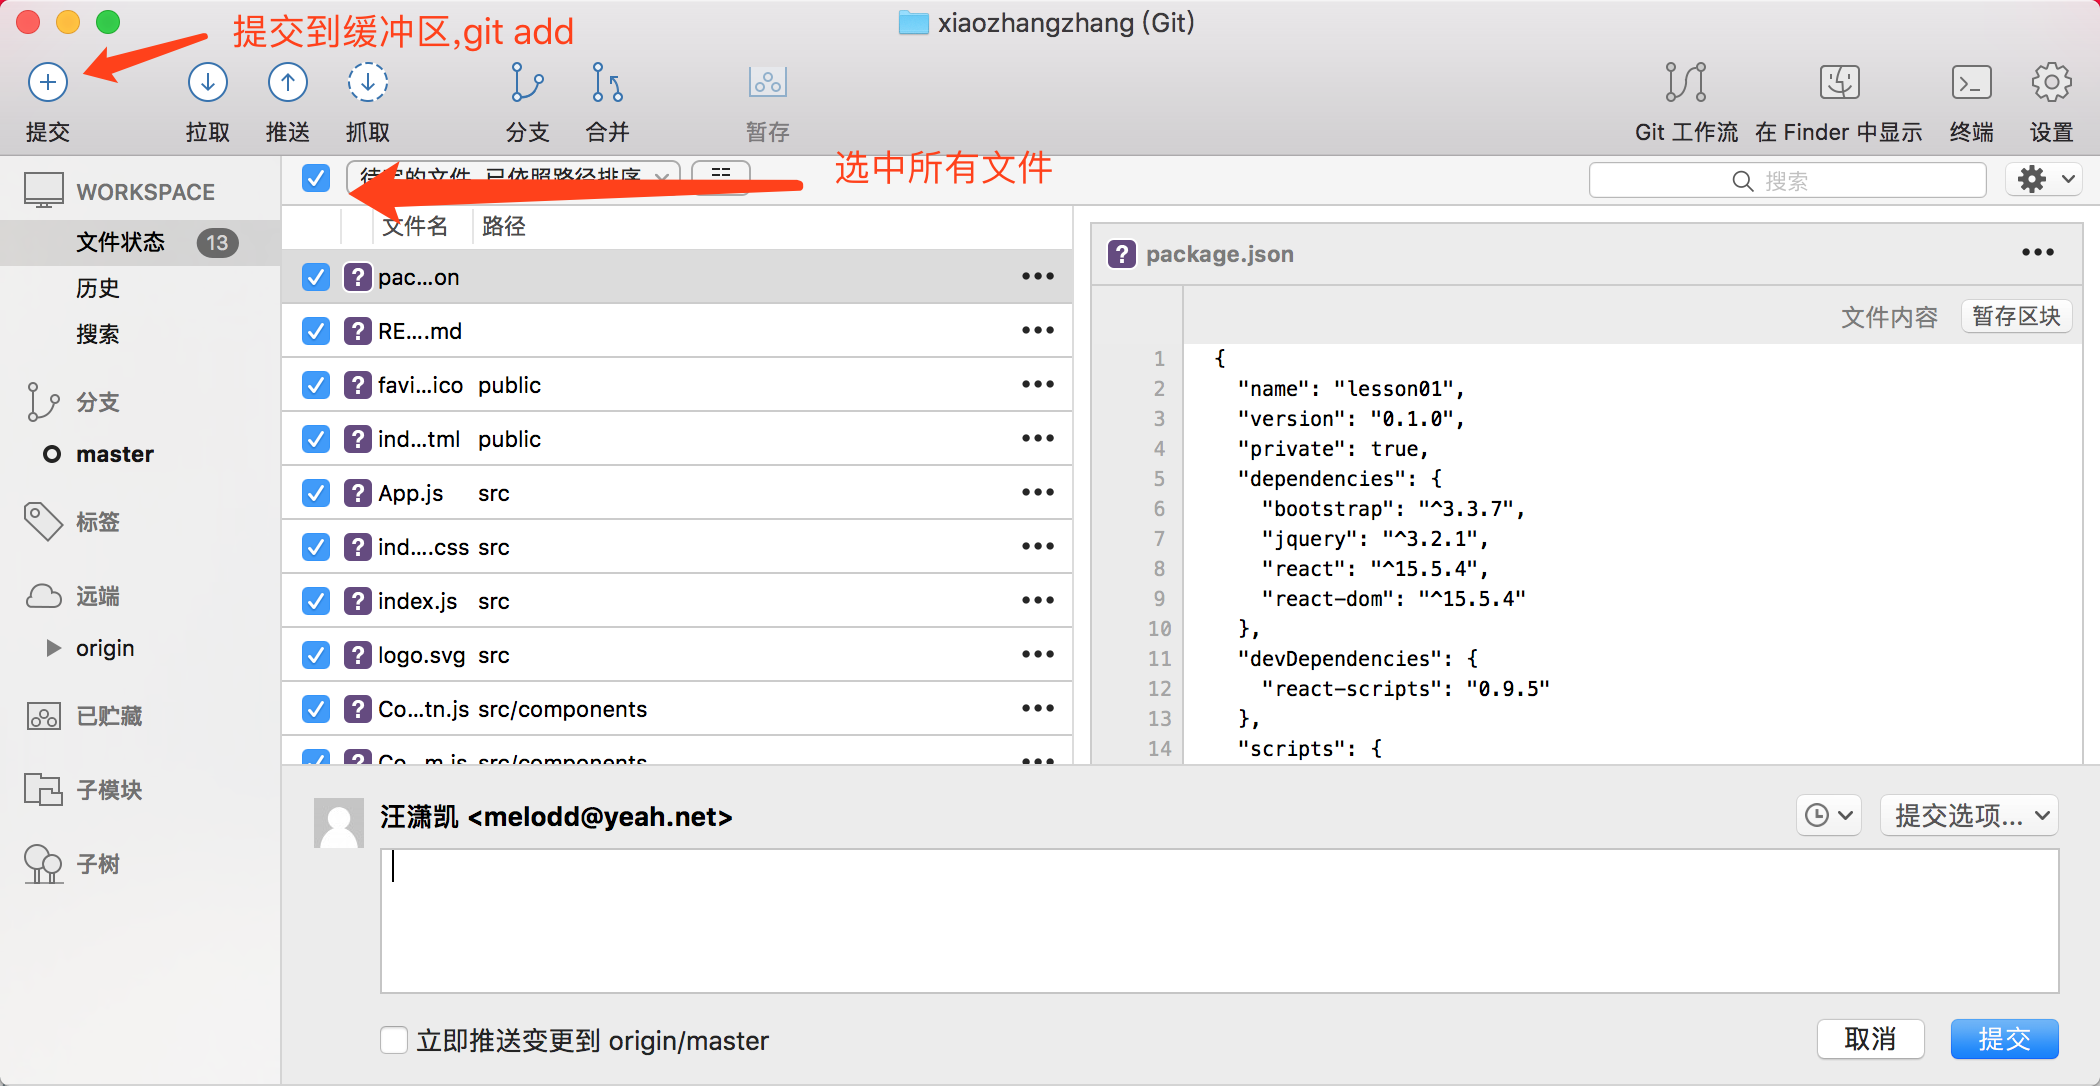 提交到缓冲区,git add
xiaozhangzhang (Git)
提交
拉取
推送
抓取
分支
合并
暂存
Git 工作流
在 Finder 中显示
终端
设置
选中所有文件
已依照路径排序
搜索
WORKSPACE
文件状态 13
历史
搜索
分支
master
标签
远端
origin
已贮藏
子模块
子树
文件名 路径
? pac...on
? RE....md
? favi...ico public
? ind...tml public
? App.js src
? ind....css src
? index.js src
? logo.svg src
? Co...tn.js src/components
? Co...m.js src/components
? package.json
文件内容 暂存区块
1 {
2 "name": "lesson01",
3 "version": "0.1.0",
4 "private": true,
5 "dependencies": {
6 "bootstrap": "^3.3.7",
7 "jquery": "^3.2.1",
8 "react": "^15.5.4",
9 "react-dom": "^15.5.4"
10 },
11 "devDependencies": {
12 "react-scripts": "0.9.5"
13 },
14 "scripts": {
汪潇凯 <melodd@yeah.net>
提交选项...
立即推送变更到 origin/master
取消
提交